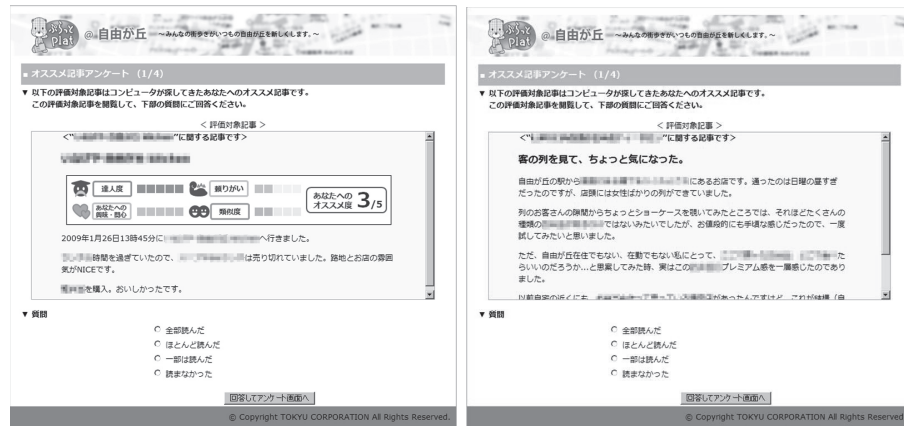 ぷらっと
Plat
@自由が丘 ~みんなの街歩きがいつもの自由が丘を新しくします。~
■ オススメ記事アンケート (1/4)
▼ 以下の評価対象記事はコンピュータが探してきたあなたへのオススメ記事です。
この評価対象記事を閲覧して、下部の質問にご回答ください。
< 評価対象記事 >
<" "に関する記事です>
達人度
頼りがい
あなたへの興味・関心
類似度
あなたへのオススメ度 3/5
2009年1月26日13時45分に へ行きました。
時間を過ぎていたので、 は売り切れていました。路地とお店の雰囲
気がNICEです。
を購入。おいしかったです。
▼ 質問
全部読んだ
ほとんど読んだ
一部は読んだ
読まなかった
回答してアンケート画面へ
© Copyright TOKYU CORPORATION All Rights Reserved.
ぷらっと
Plat
@自由が丘 ~みんなの街歩きがいつもの自由が丘を新しくします。~
■ オススメ記事アンケート (1/4)
▼ 以下の評価対象記事はコンピュータが探してきたあなたへのオススメ記事です。
この評価対象記事を閲覧して、下部の質問にご回答ください。
< 評価対象記事 >
<" "に関する記事です>
客の列を見て、ちょっと気になった。
自由が丘の駅から にあるお店です。通ったのは日曜の昼すぎ
だったのですが、店頭には女性ばかりの列ができていました。
列のお客さんの隙間からちょっとショーケースを覗いてみたところでは、それほどたくさんの
種類の ではないみたいでしたが、お値段的にも手頃な感じだったので、一度
試してみたいと思いました。
ただ、自由が丘在住でもない、在勤でもない私にとって、 た
らいいのだろうか…と思案してみた時、実はこの プレミアム感を一層感じたのであり
ました。
以前自宅の近くにも、 があったんですけど、これが結構(自
▼ 質問
全部読んだ
ほとんど読んだ
一部は読んだ
読まなかった
回答してアンケート画面へ
© Copyright TOKYU CORPORATION All Rights Reserved